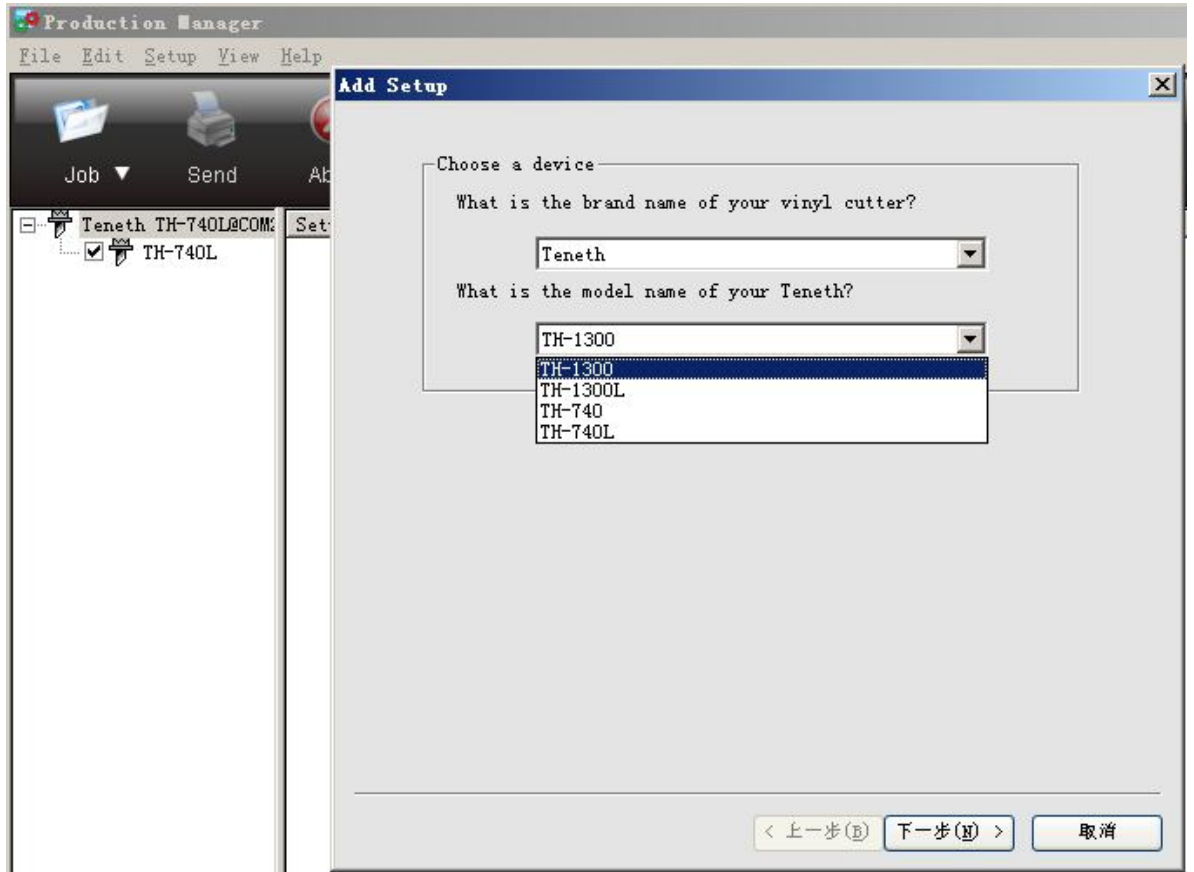 Production Manager
File Edit Setup View Help
Job ▼ Send Ab
Teneth TH-740L@COM2
TH-740L
Set
Add Setup
Choose a device
What is the brand name of your vinyl cutter?
Teneth
What is the model name of your Teneth?
TH-1300
TH-1300
TH-1300L
TH-740
TH-740L
< 上一步(B) 下一步(N) > 取消